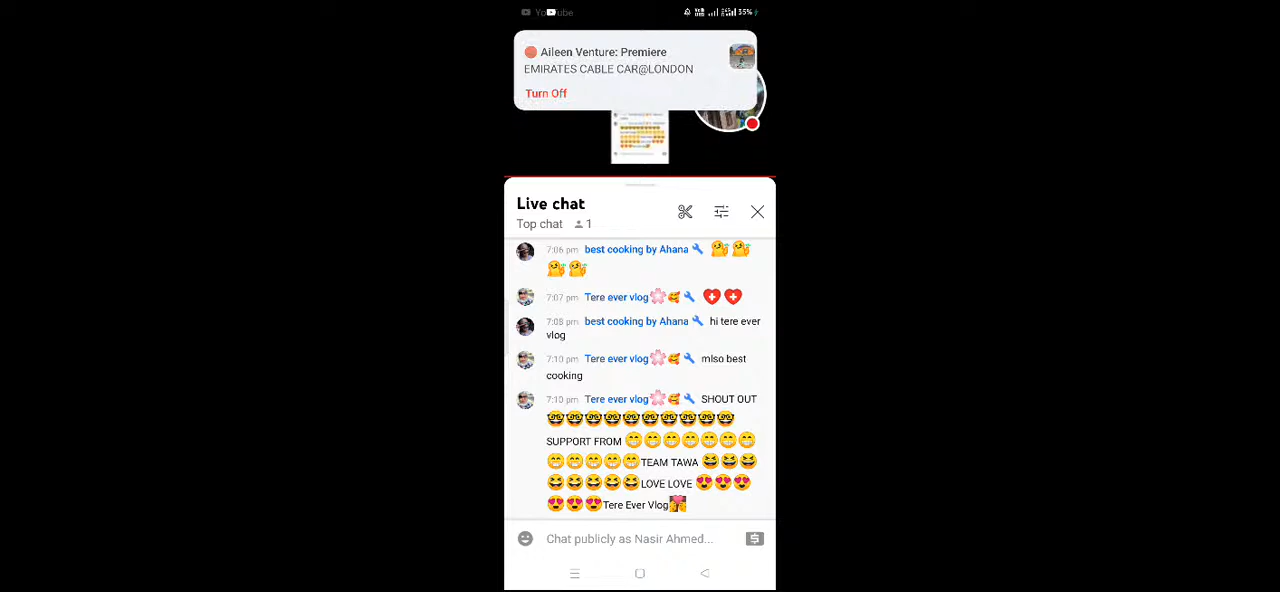 YouTube
35%
🔴 Aileen Venture: Premiere
EMIRATES CABLE CAR@LONDON
Turn Off
Live chat
Top chat 1
7:06 pm best cooking by Ahana
7:07 pm Tere ever vlog🌸🥰
7:08 pm best cooking by Ahana hi tere ever
vlog
7:10 pm Tere ever vlog🌸🥰 mlso best
cooking
7:10 pm Tere ever vlog🌸🥰 SHOUT OUT
🤓🤓🤓🤓🤓🤓🤓🤓🤓🤓
SUPPORT FROM 😁😁😁😁😁😁😁
😁😁😁😁😁TEAM TAWA 😆😆😆
😆😆😆😆😆LOVE LOVE 😍😍😍
😍😍😍Tere Ever Vlog
Chat publicly as Nasir Ahmed...